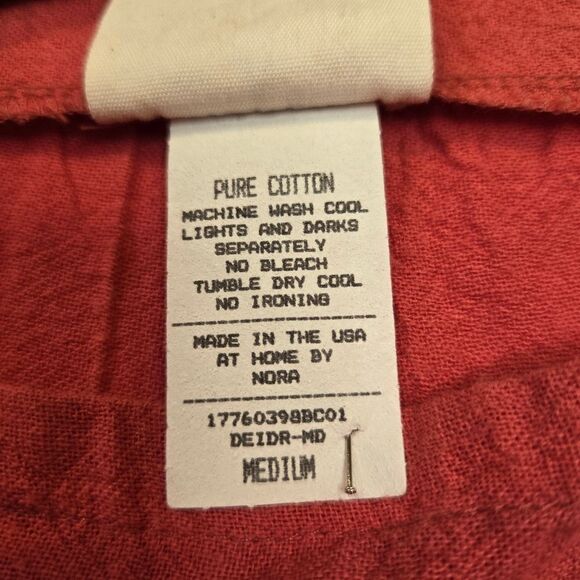 PURE COTTON
MACHINE WASH COOL
LIGHTS AND DARKS
SEPARATELY
NO BLEACH
TUMBLE DRY COOL
NO IRONING
MADE IN THE USA
AT HOME BY
NORA
17760398BC01
DEIDR-MD
MEDIUM